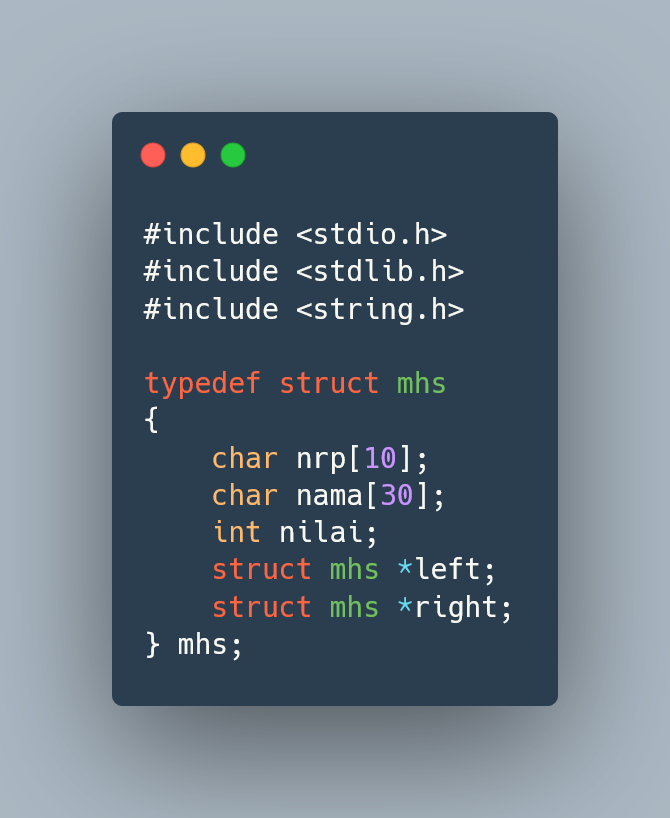 #include <stdio.h>
#include <stdlib.h>
#include <string.h>
typedef struct mhs
{
    char nrp[10];
    char nama[30];
    int nilai;
    struct mhs *left;
    struct mhs *right;
} mhs;